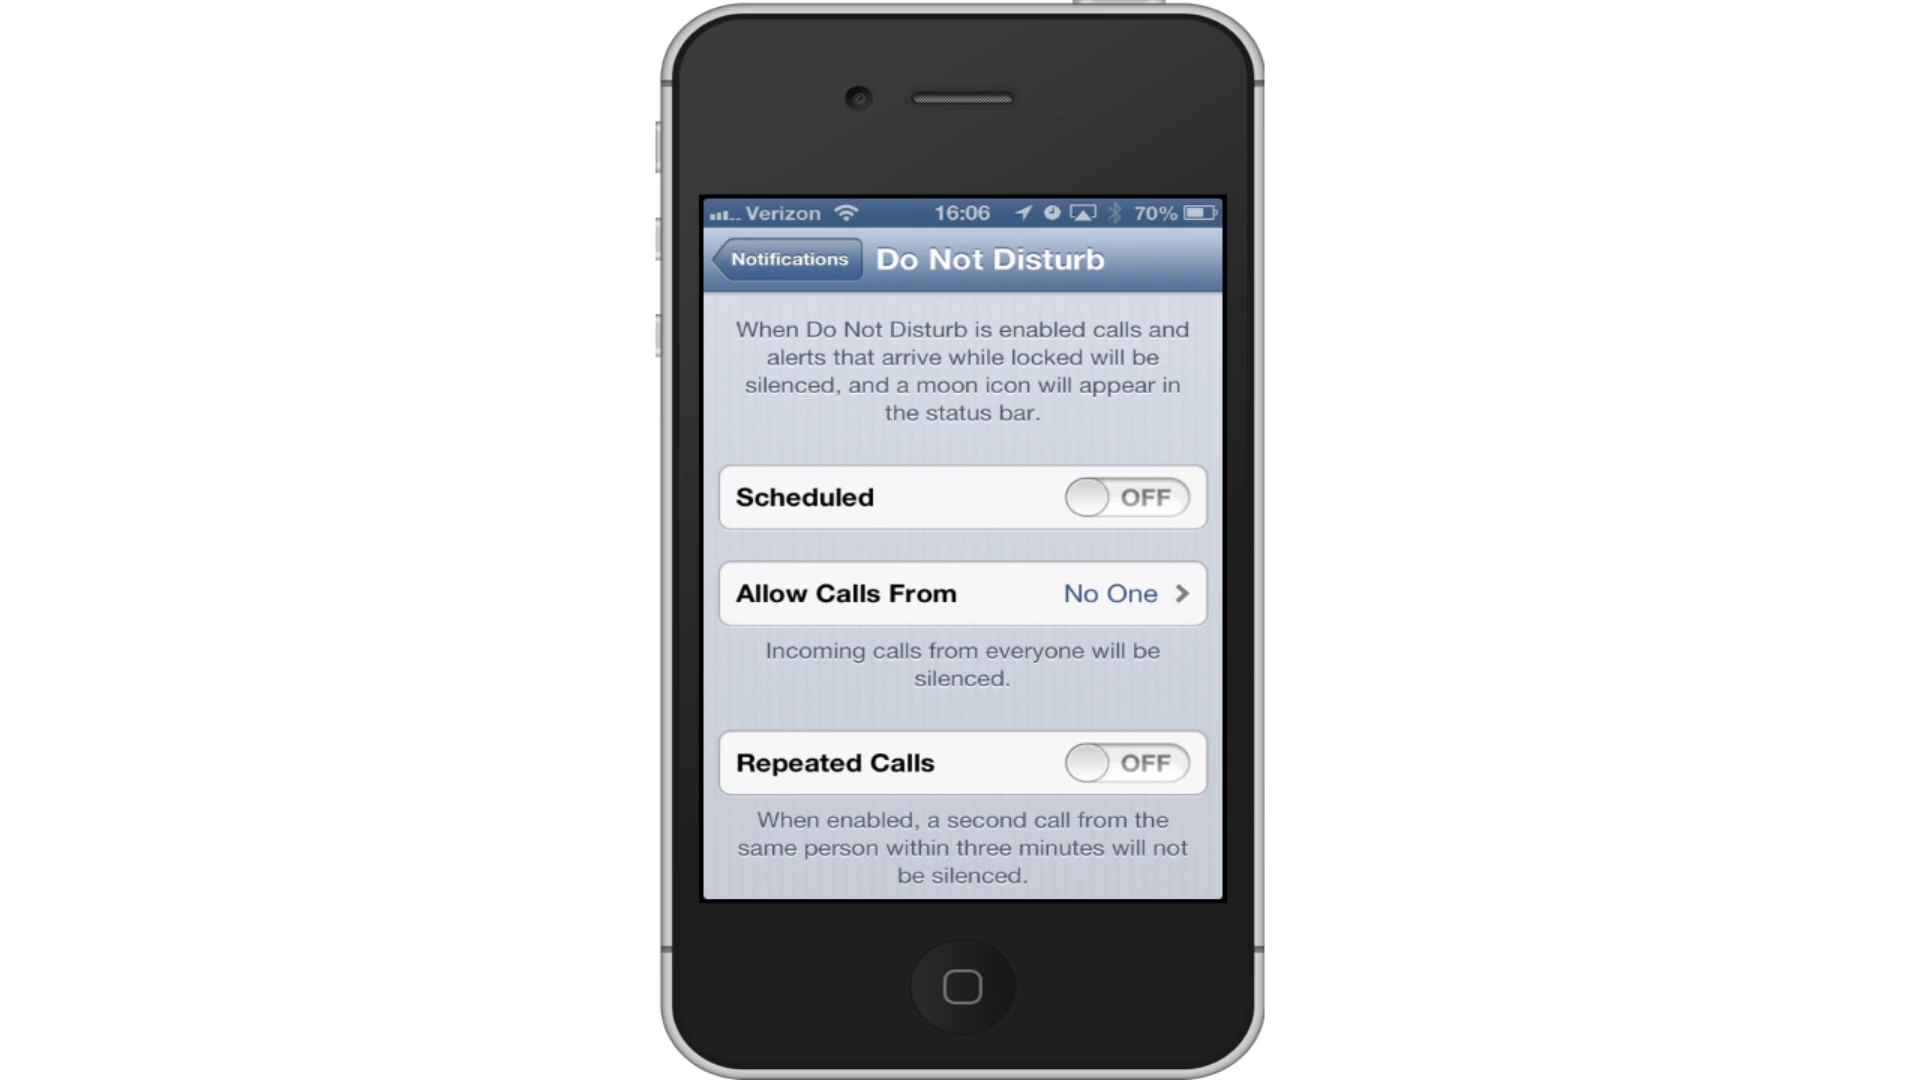 Verizon 16:06 70%
Notifications Do Not Disturb
When Do Not Disturb is enabled calls and
alerts that arrive while locked will be
silenced, and a moon icon will appear in
the status bar.
Scheduled OFF
Allow Calls From No One
Incoming calls from everyone will be
silenced.
Repeated Calls OFF
When enabled, a second call from the
same person within three minutes will not
be silenced.